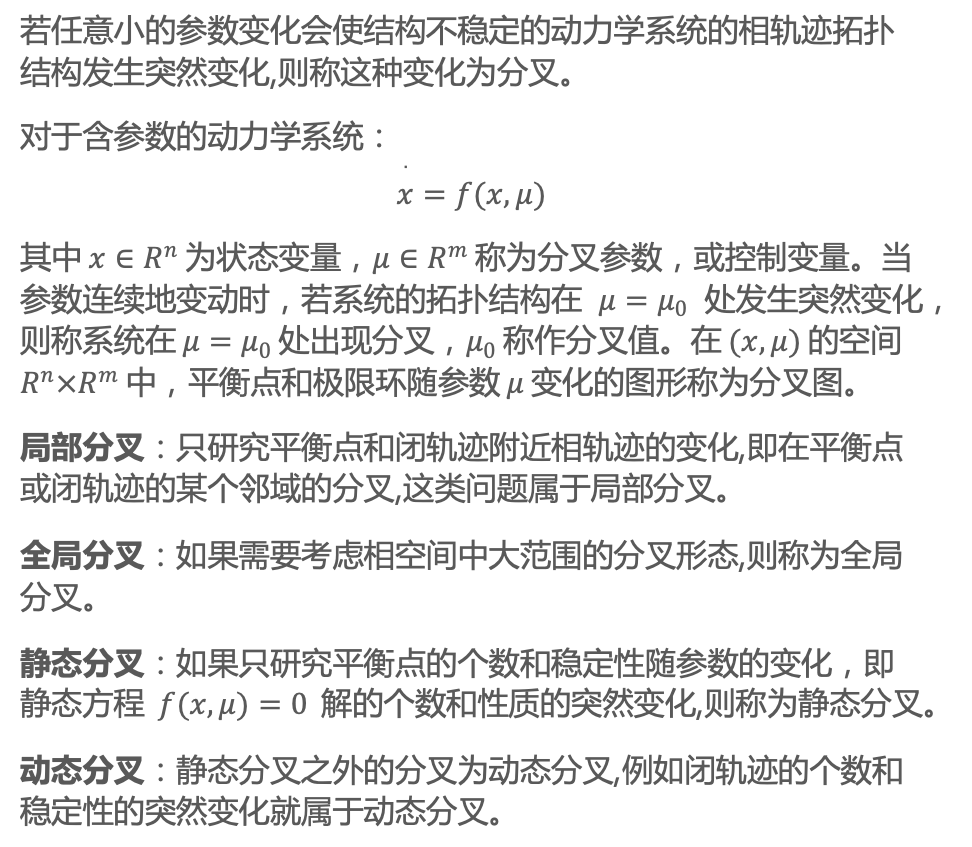 若任意小的参数变化会使结构不稳定的动力学系统的相轨迹拓扑
结构发生突然变化,则称这种变化为分叉。
对于含参数的动力学系统：
ẋ = f(x, μ)
其中 x ∈ Rⁿ 为状态变量，μ ∈ Rᵐ 称为分叉参数，或控制变量。当
参数连续地变动时，若系统的拓扑结构在 μ = μ₀ 处发生突然变化，
则称系统在 μ = μ₀ 处出现分叉，μ₀ 称作分叉值。在 (x, μ) 的空间
Rⁿ×Rᵐ 中，平衡点和极限环随参数 μ 变化的图形称为分叉图。
局部分叉：只研究平衡点和闭轨迹附近相轨迹的变化,即在平衡点
或闭轨迹的某个邻域的分叉,这类问题属于局部分叉。
全局分叉：如果需要考虑相空间中大范围的分叉形态,则称为全局
分叉。
静态分叉：如果只研究平衡点的个数和稳定性随参数的变化，即
静态方程 f(x, μ) = 0 解的个数和性质的突然变化,则称为静态分叉。
动态分叉：静态分叉之外的分叉为动态分叉,例如闭轨迹的个数和
稳定性的突然变化就属于动态分叉。